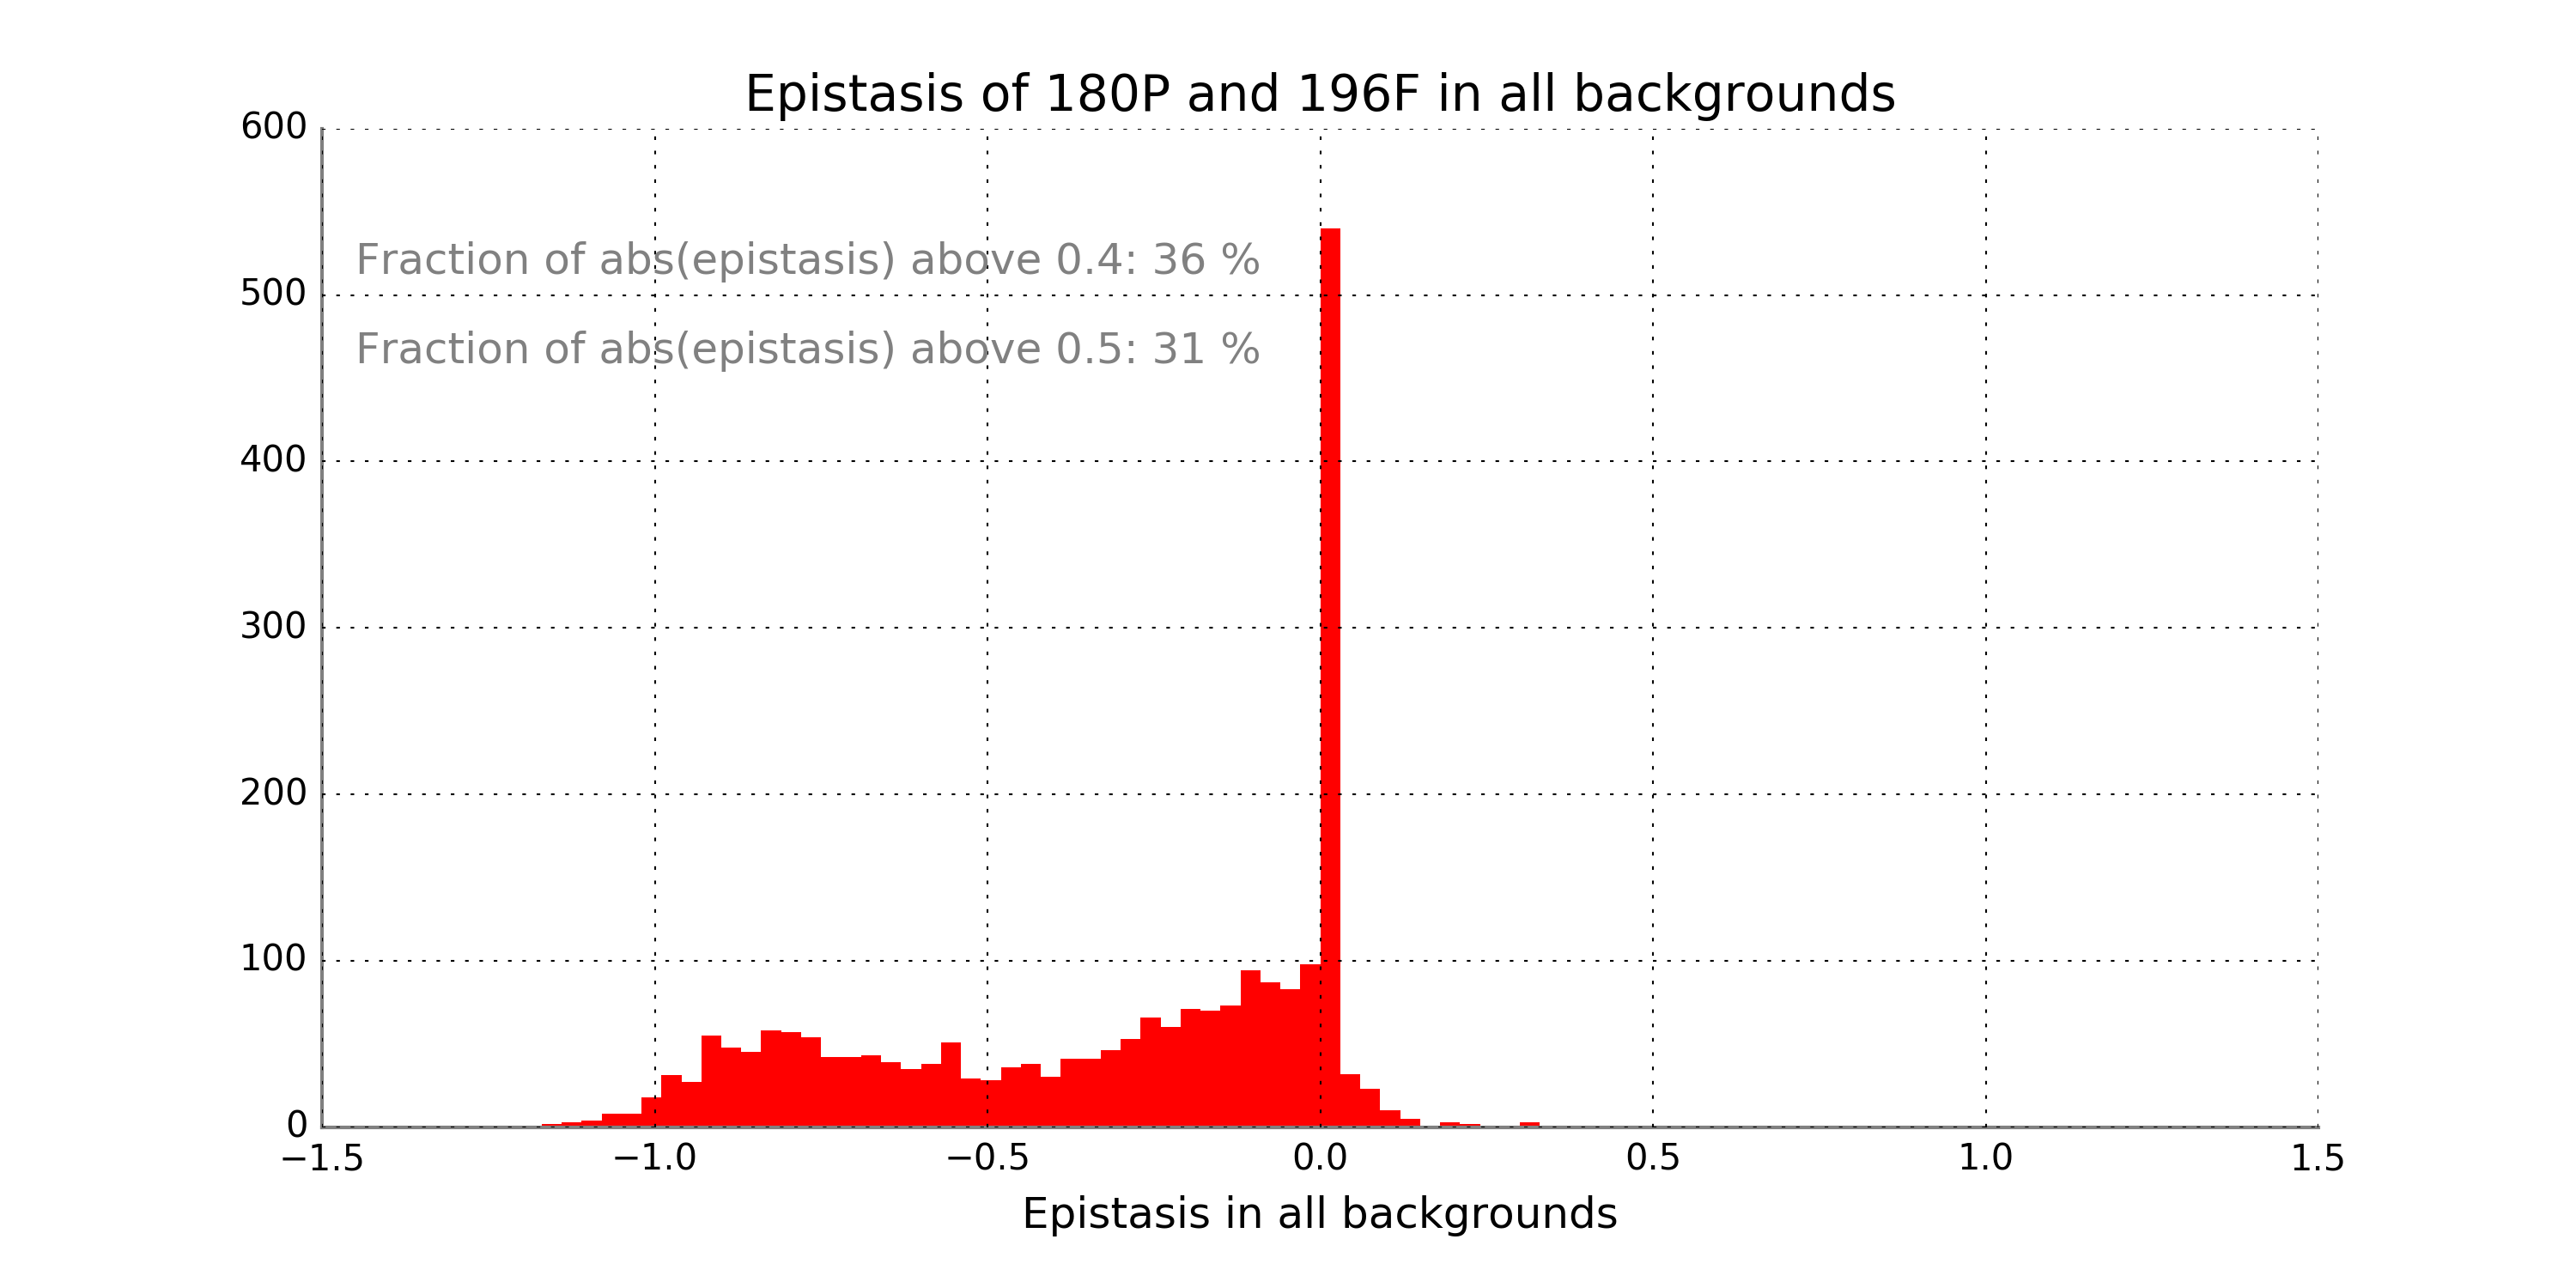 Epistasis of 180P and 196F in all backgrounds
600
Fraction of abs(epistasis) above 0.4: 36 %
500
Fraction of abs(epistasis) above 0.5: 31 %
400
300
200
100
0
−1.5 −1.0 −0.5 0.0 0.5 1.0 1.5
Epistasis in all backgrounds